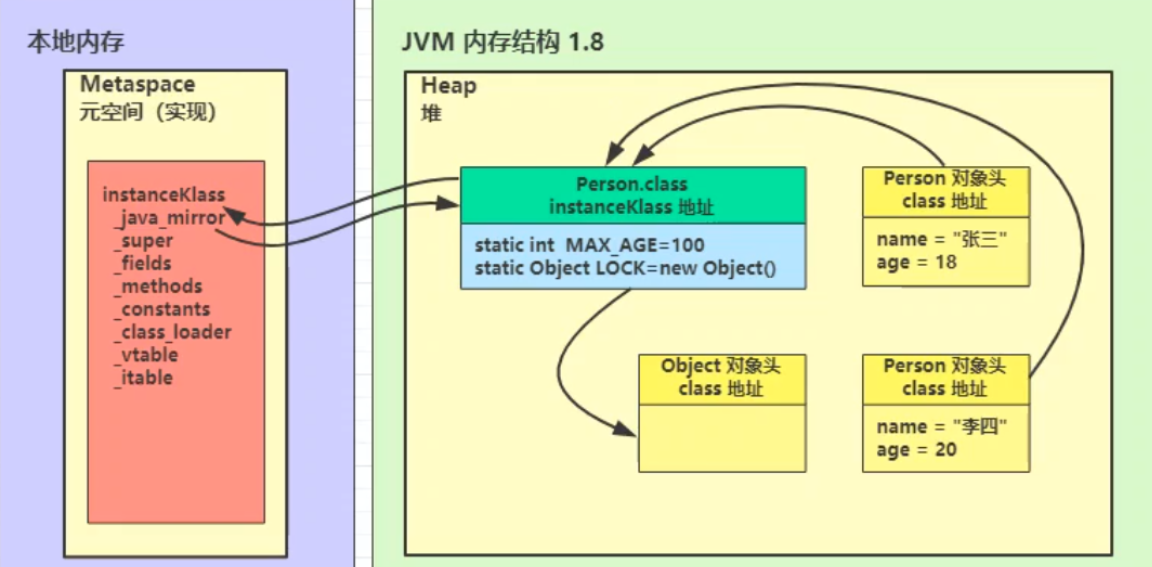 本地内存
Metaspace
元空间（实现）
instanceKlass
_java_mirror
_super
_fields
_methods
_constants
_class_loader
_vtable
_itable
JVM 内存结构 1.8
Heap
堆
Person.class
instanceKlass 地址
static int MAX_AGE=100
static Object LOCK=new Object()
Person 对象头
class 地址
name = "张三"
age = 18
Object 对象头
class 地址
Person 对象头
class 地址
name = "李四"
age = 20